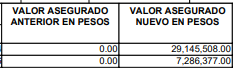 VALOR ASEGURADO VALOR ASEGURADO
ANTERIOR EN PESOS NUEVO EN PESOS
0.00 29,145,508.00
0.00 7,286,377.00